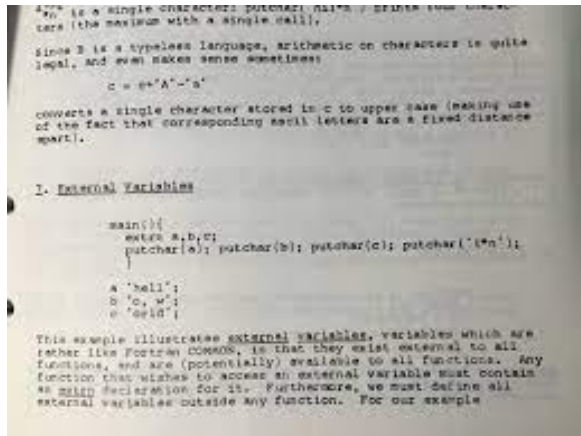 is a single character; putchar('hi!*n') prints four charac-
ters (the maximum with a single call).
Since B is a typeless language, arithmetic on characters is quite
legal, and even makes sense sometimes:
c = c+'A'-'a'
converts a single character stored in c to upper case (making use
of the fact that corresponding ascii letters are a fixed distance
apart).
7. External Variables
main(){
extrn a,b,c;
putchar(a); putchar(b); putchar(c); putchar('!*n');
}
a 'hell';
b 'o, w';
c 'orld';
This example illustrates external variables, variables which are
rather like Fortran COMMON, in that they exist external to all
functions, and are (potentially) available to all functions. Any
function that wishes to access an external variable must contain
an extrn declaration for it. Furthermore, we must define all
external variables outside any function. For our example